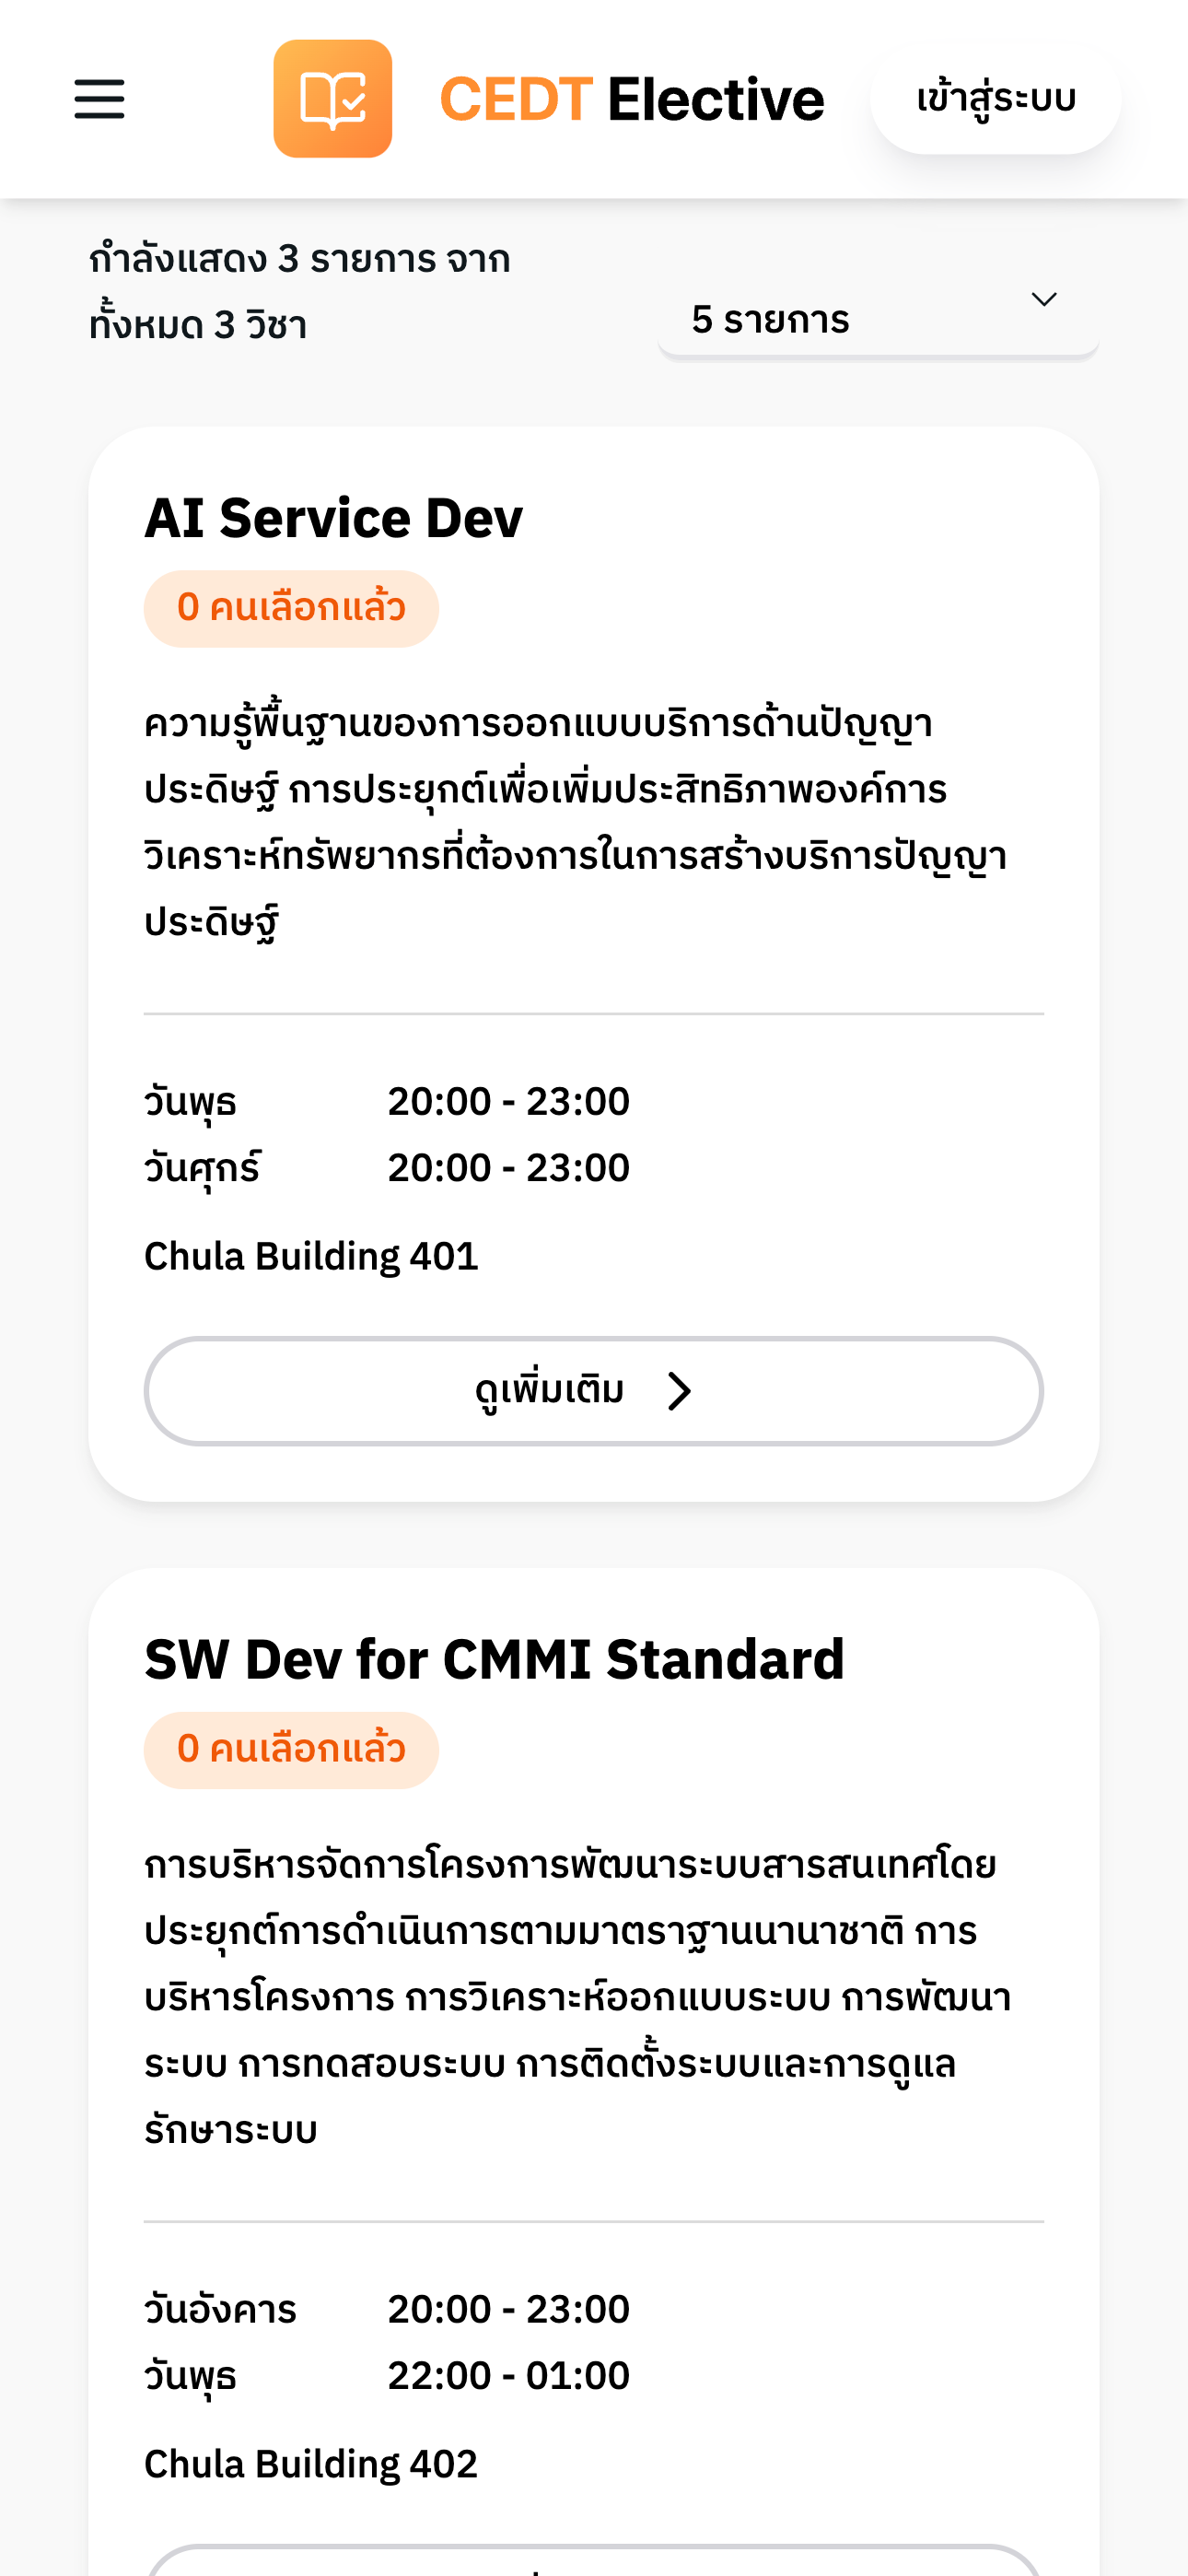 CEDT Elective
เข้าสู่ระบบ
กำลังแสดง 3 รายการ จาก
ทั้งหมด 3 วิชา
5 รายการ
AI Service Dev
0 คนเลือกแล้ว
ความรู้พื้นฐานของการออกแบบบริการด้านปัญญา
ประดิษฐ์ การประยุกต์เพื่อเพิ่มประสิทธิภาพองค์การ
วิเคราะห์ทรัพยากรที่ต้องการในการสร้างบริการปัญญา
ประดิษฐ์
วันพุธ 20:00 - 23:00
วันศุกร์ 20:00 - 23:00
Chula Building 401
ดูเพิ่มเติม
SW Dev for CMMI Standard
0 คนเลือกแล้ว
การบริหารจัดการโครงการพัฒนาระบบสารสนเทศโดย
ประยุกต์การดำเนินการตามมาตราฐานนานาชาติ การ
บริหารโครงการ การวิเคราะห์ออกแบบระบบ การพัฒนา
ระบบ การทดสอบระบบ การติดตั้งระบบและการดูแล
รักษาระบบ
วันอังคาร 20:00 - 23:00
วันพุธ 22:00 - 01:00
Chula Building 402